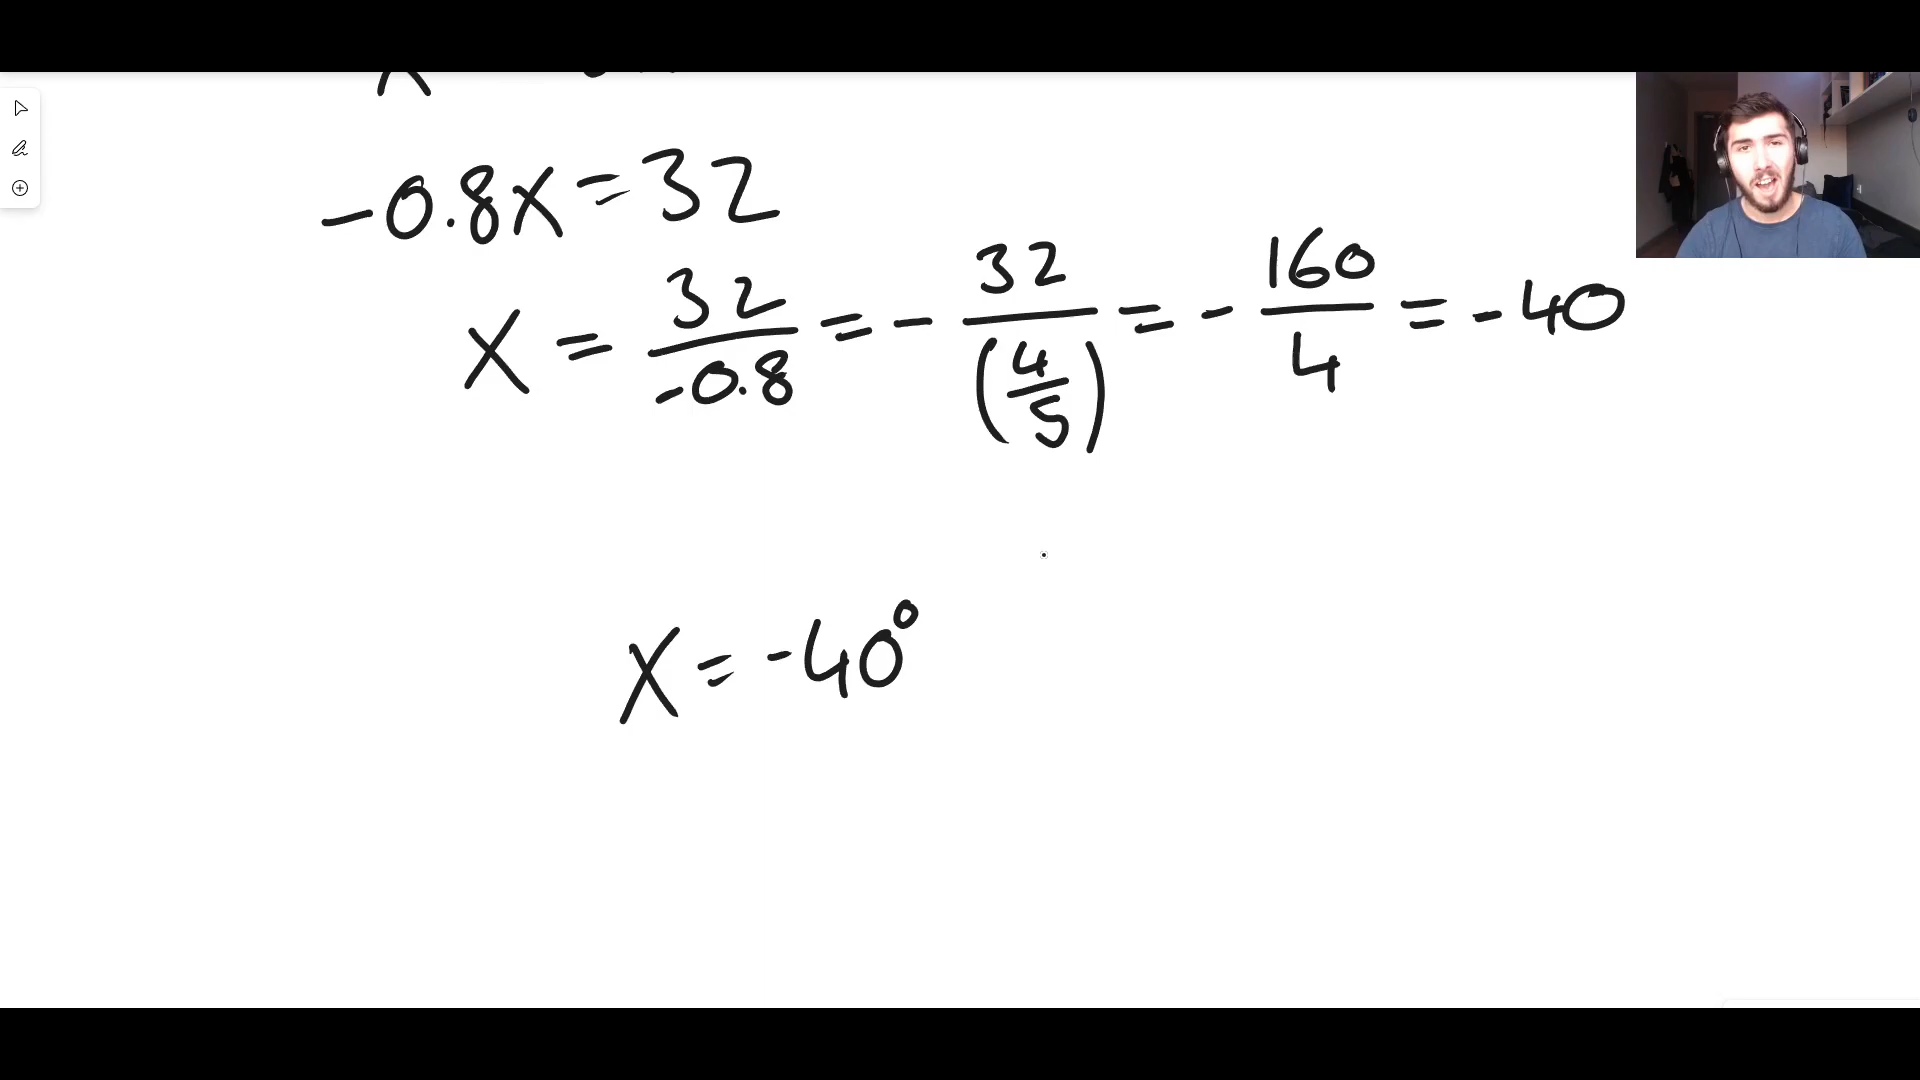 -0.8x=32
x = 32/-0.8 = - 32/(4/5) = - 160/4 = -40
x = -40°